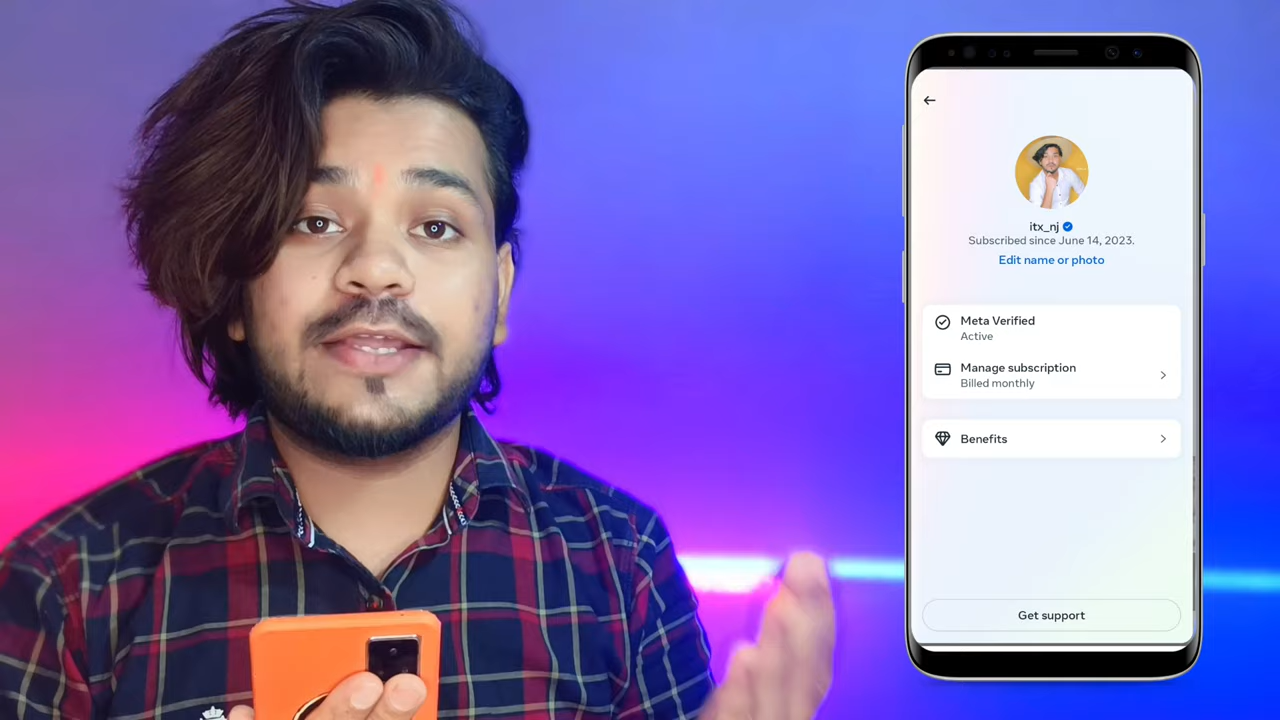 itx_nj
Subscribed since June 14, 2023.
Edit name or photo
Meta Verified
Active
Manage subscription
Billed monthly
Benefits
Get support